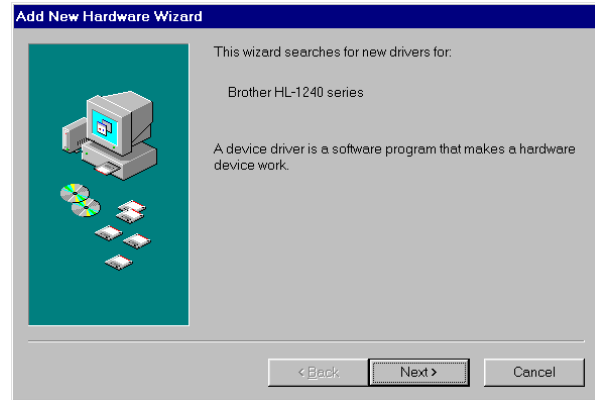 Add New Hardware Wizard
This wizard searches for new drivers for:
Brother HL-1240 series
A device driver is a software program that makes a hardware
device work.
< Back
Next >
Cancel